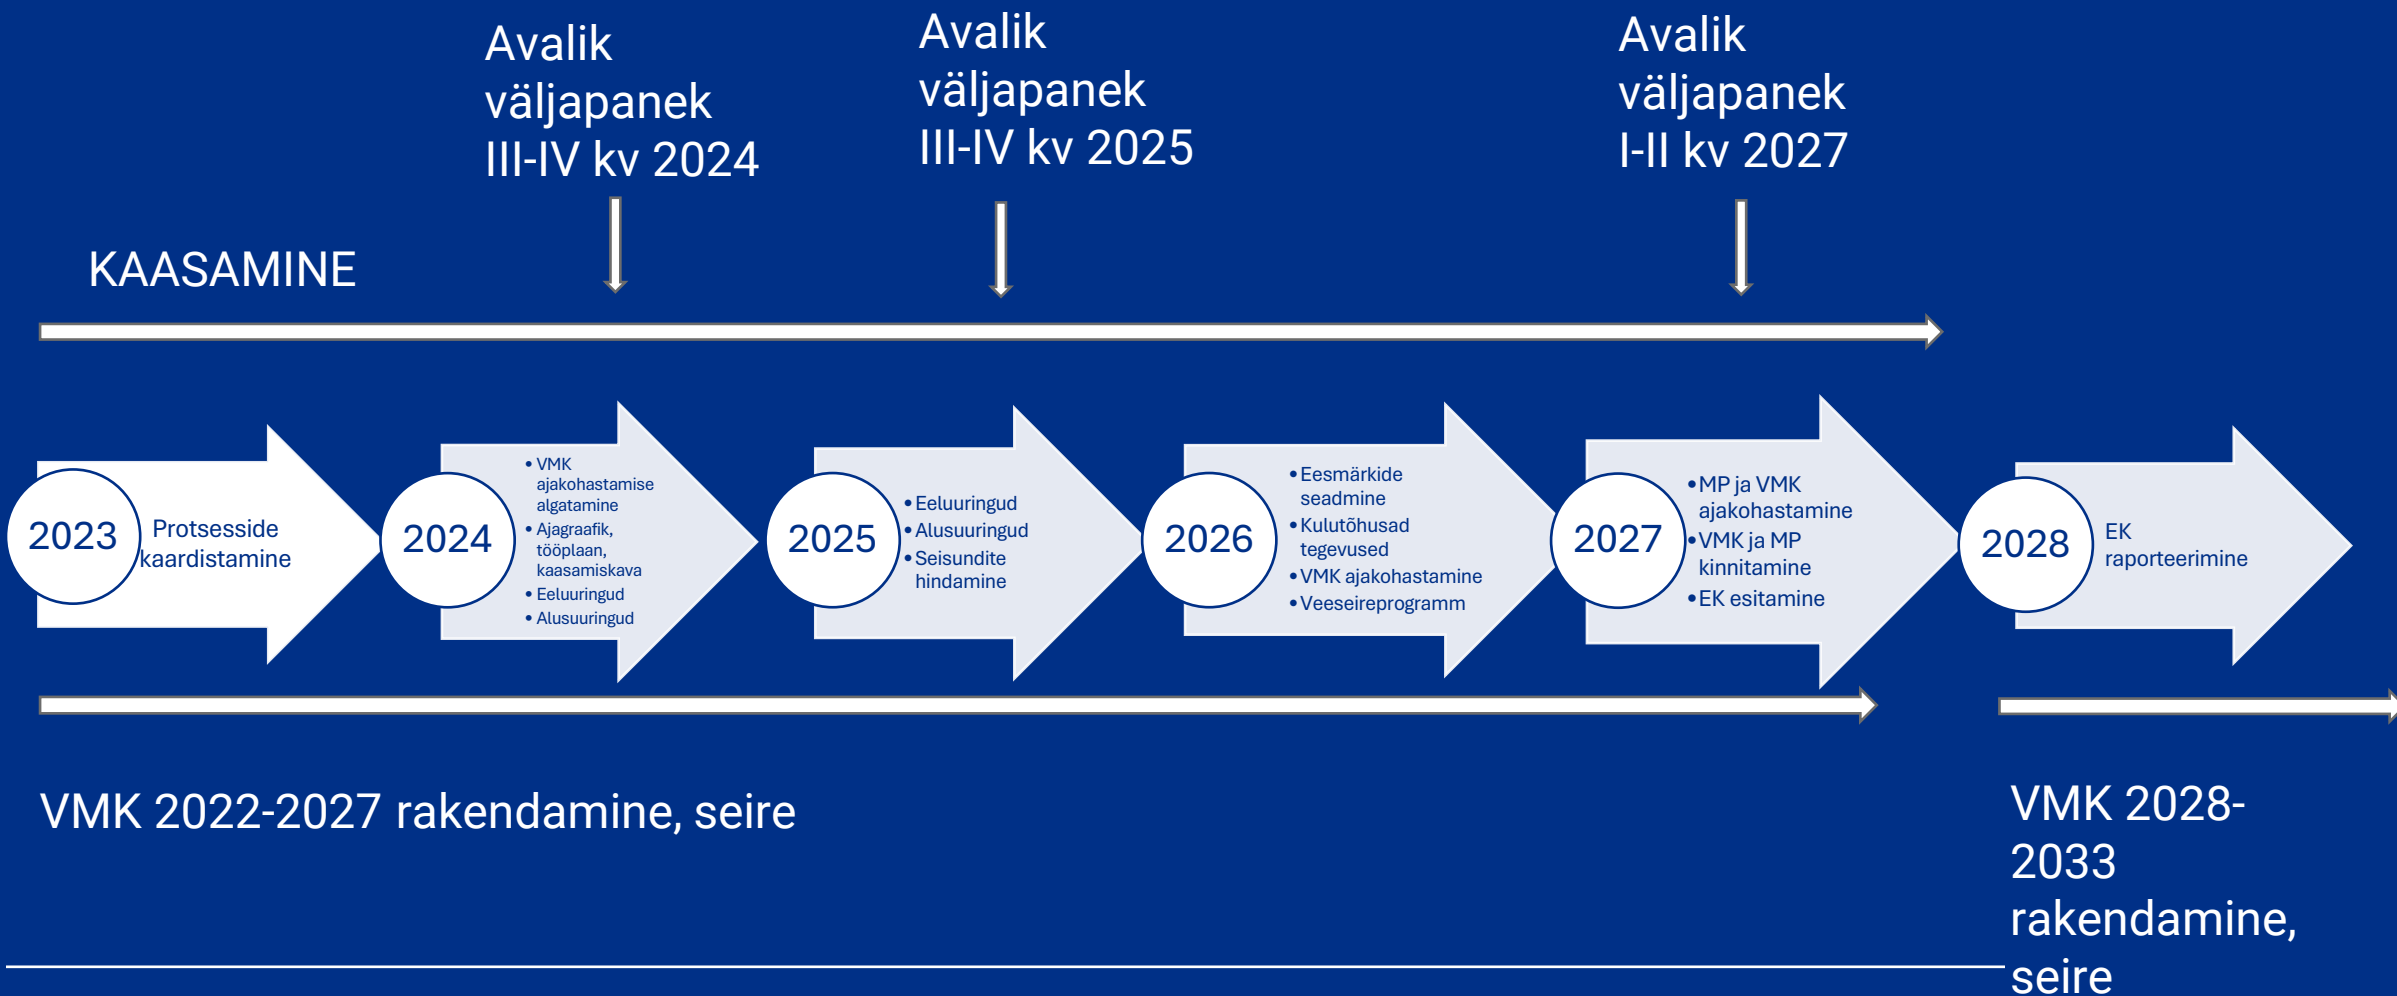 Avalik
väljapanek
III-IV kv 2024
Avalik
väljapanek
III-IV kv 2025
Avalik
väljapanek
I-II kv 2027
KAASAMINE
2023
Protsesside
kaardistamine
2024
• VMK
ajakohastamise
algatamine
• Ajagraafik,
tööplaan,
kaasamiskava
• Eeluuringud
• Alusuuringud
2025
• Eeluuringud
• Alusuuringud
• Seisundite
hindamine
2026
• Eesmärkide
seadmine
• Kulutõhusad
tegevused
• VMK ajakohastamine
• Veeseireprogramm
2027
• MP ja VMK
ajakohastamine
• VMK ja MP
kinnitamine
• EK esitamine
2028
EK
raporteerimine
VMK 2022-2027 rakendamine, seire
VMK 2028-
2033
rakendamine,
seire